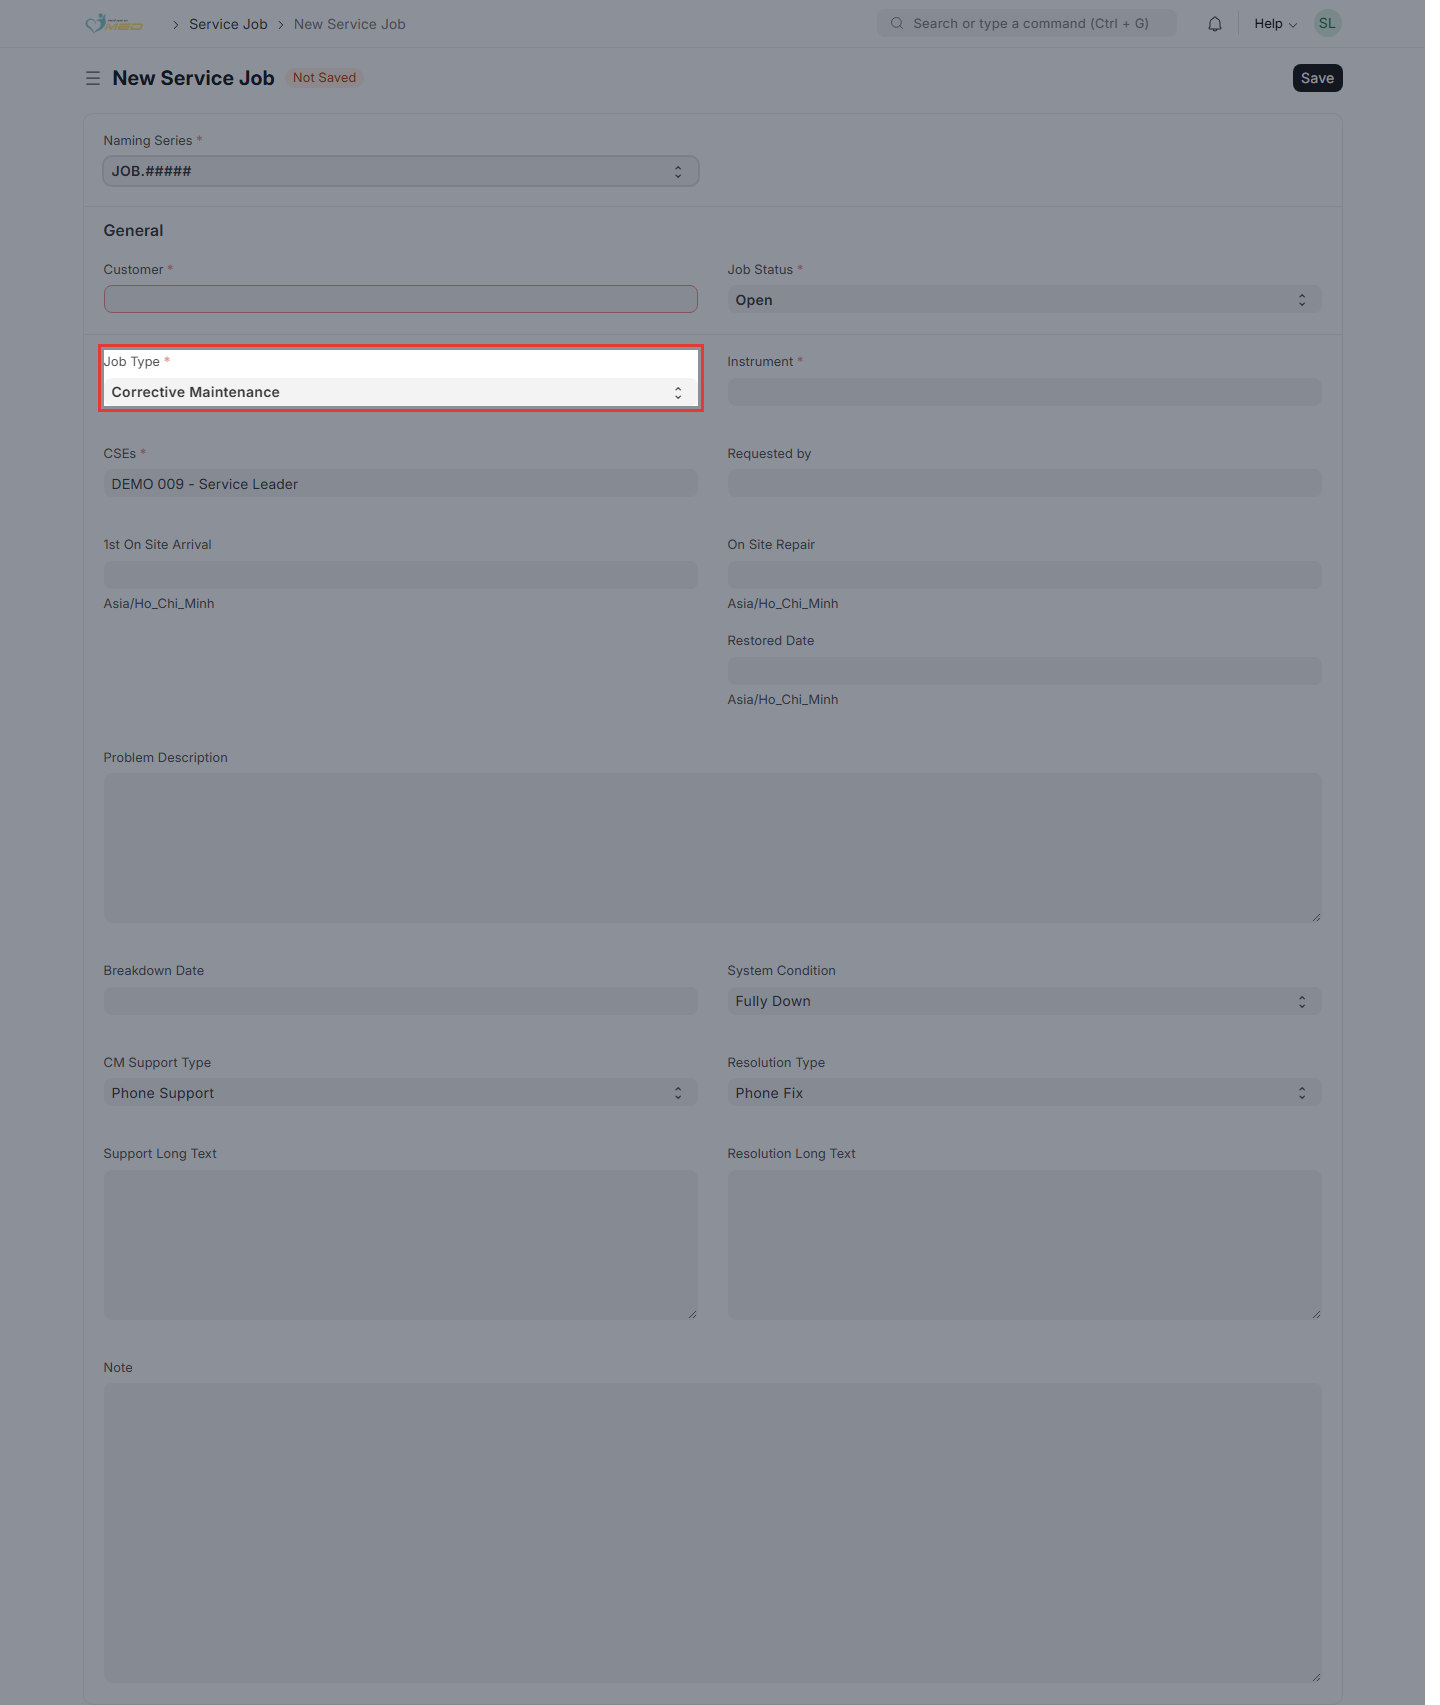 MED
Service Job
New Service Job
Search or type a command (Ctrl + G)
Help
SL
New Service Job
Not Saved
Save
Naming Series *
JOB.#####
General
Customer *
Job Status *
Open
Job Type *
Corrective Maintenance
Instrument *
CSEs *
DEMO 009 - Service Leader
Requested by
1st On Site Arrival
Asia/Ho_Chi_Minh
On Site Repair
Asia/Ho_Chi_Minh
Restored Date
Asia/Ho_Chi_Minh
Problem Description
Breakdown Date
System Condition
Fully Down
CM Support Type
Phone Support
Resolution Type
Phone Fix
Support Long Text
Resolution Long Text
Note